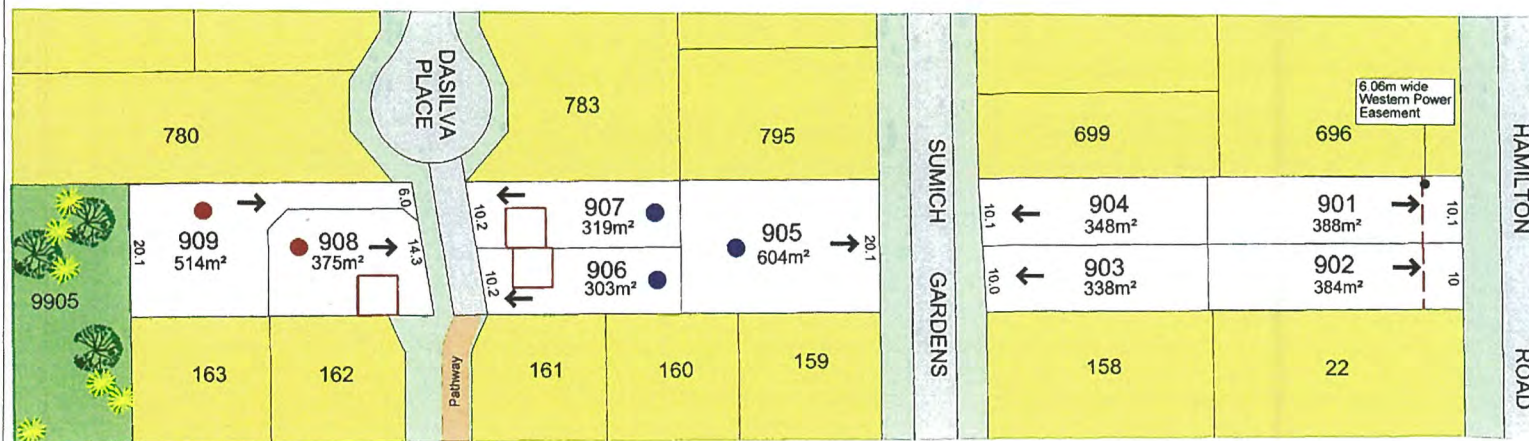 780
DASILVA
PLACE
783
795
SUMICH
GARDENS
699
696
6.06m wide
Western Power
Easement
HAMILTON
ROAD
9905
20.1
909
514m²
908
375m²
6.0
14.3
10.2
10.2
907
319m²
906
303m²
905
604m²
20.1
10.1
10.0
904
348m²
903
338m²
901
388m²
902
384m²
10.1
10
163
162
Pathway
161
160
159
158
22